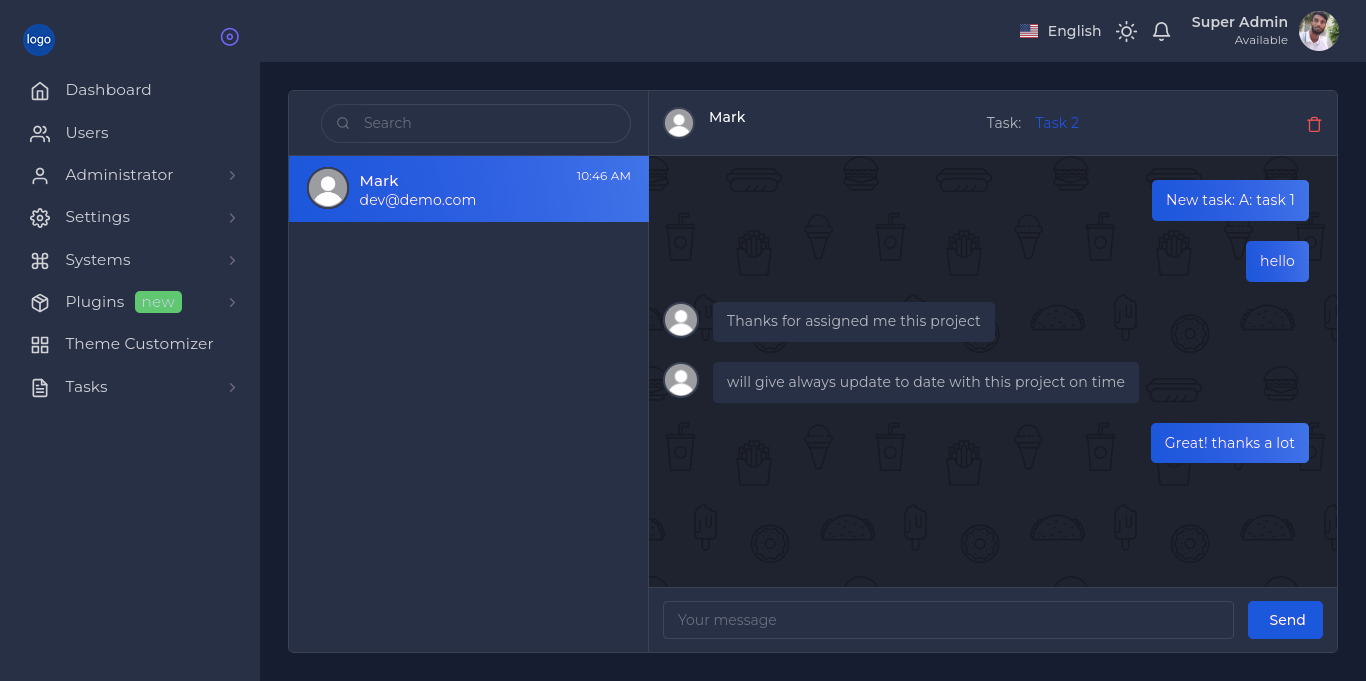 logo
English
Super Admin
Available
Dashboard
Users
Administrator
Settings
Systems
Plugins new
Theme Customizer
Tasks
Search
Mark
10:46 AM
dev@demo.com
Mark
Task: Task 2
New task: A: task 1
hello
Thanks for assigned me this project
will give always update to date with this project on time
Great! thanks a lot
Your message
Send